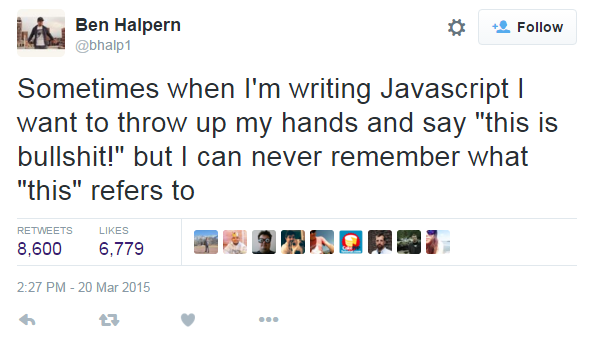 Ben Halpern
@bhalp1
Follow
Sometimes when I'm writing Javascript I
want to throw up my hands and say "this is
bullshit!" but I can never remember what
"this" refers to
RETWEETS LIKES
8,600 6,779
2:27 PM - 20 Mar 2015